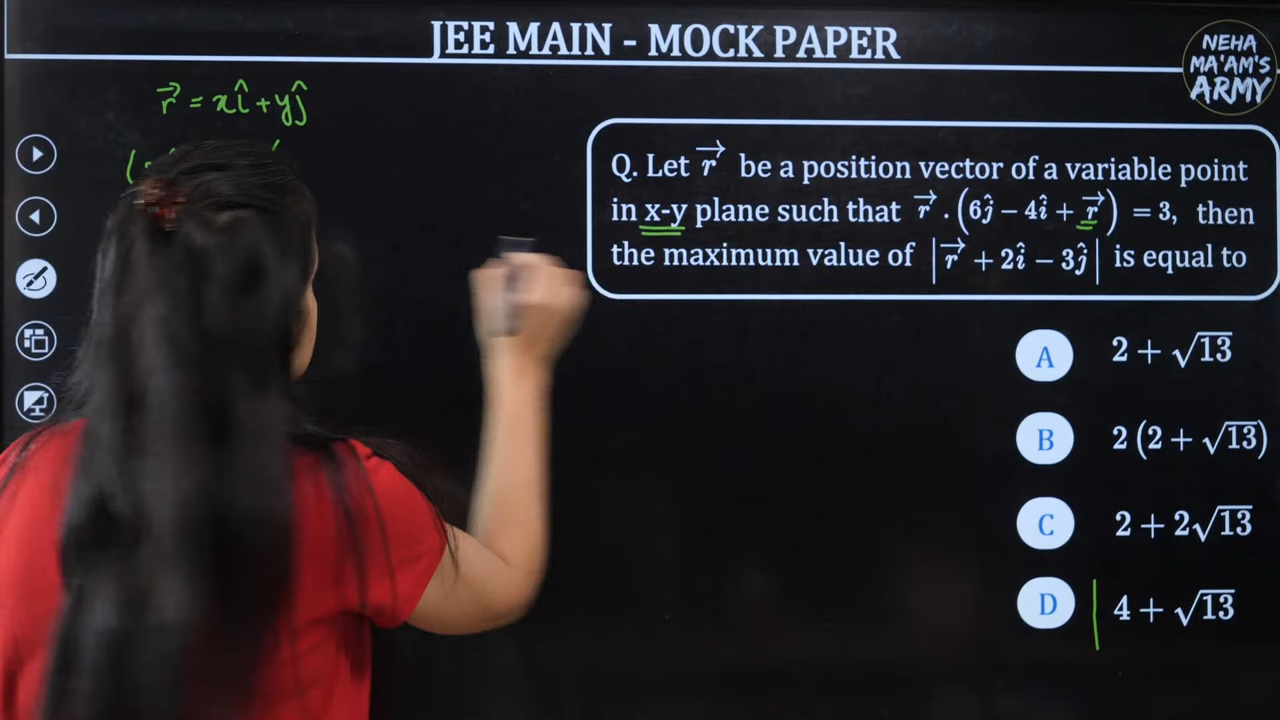 JEE MAIN - MOCK PAPER
NEHA
MA'AM'S
ARMY
r⃗ = xî + yĵ
Q. Let r⃗ be a position vector of a variable point
in x-y plane such that r⃗ . (6ĵ − 4î + r⃗) = 3, then
the maximum value of |r⃗ + 2î − 3ĵ| is equal to
A 2 + √13
B 2 (2 + √13)
C 2 + 2√13
D 4 + √13